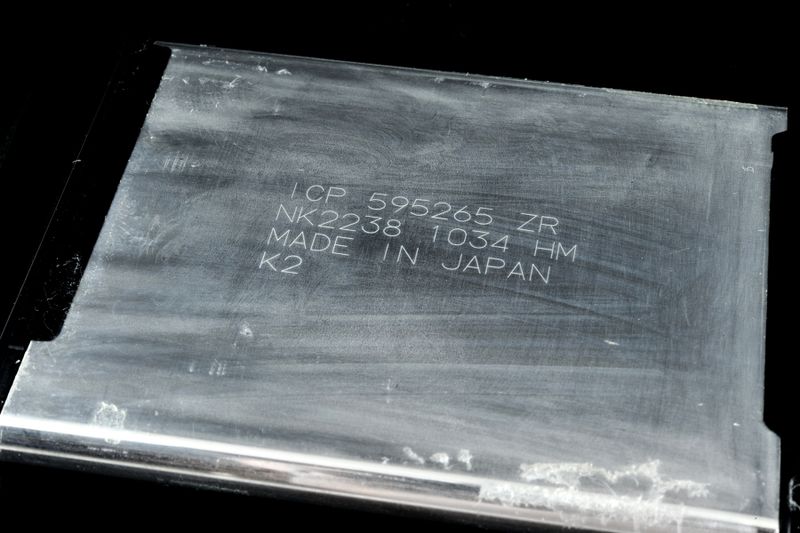 ICP 595265 ZR
NK2238 1034 HM
MADE IN JAPAN
K2